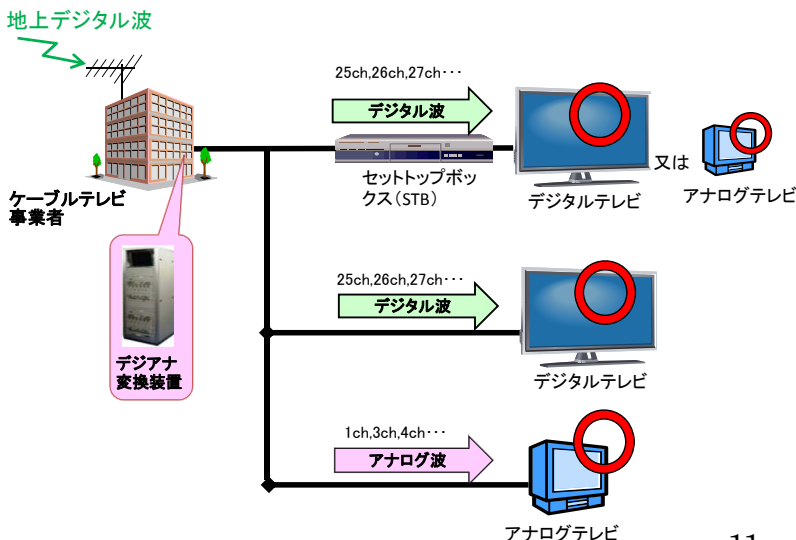 地上デジタル波
25ch,26ch,27ch･･･
デジタル波
セットトップボッ
クス(STB)
デジタルテレビ
又は
アナログテレビ
ケーブルテレビ
事業者
デジアナ
変換装置
25ch,26ch,27ch･･･
デジタル波
デジタルテレビ
1ch,3ch,4ch･･･
アナログ波
アナログテレビ